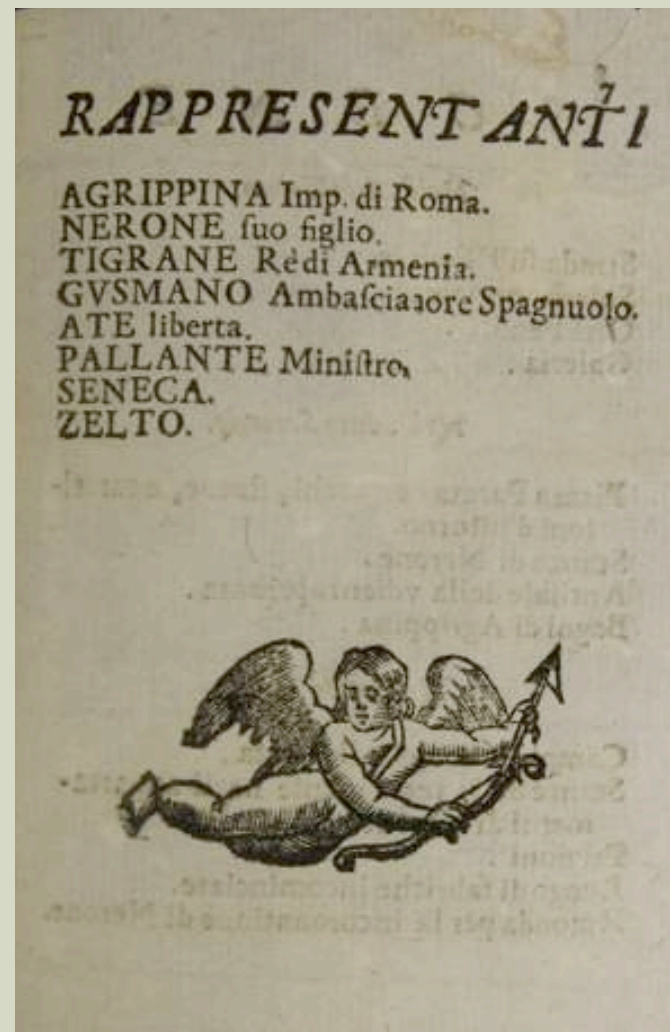 7
RAPPRESENTANTI
AGRIPPINA Imp. di Roma.
NERONE ſuo figlio.
TIGRANE Rè di Armenia.
GVSMANO Ambaſciatore Spagnuolo.
ATE liberta.
PALLANTE Miniſtro.
SENECA.
ZELTO.